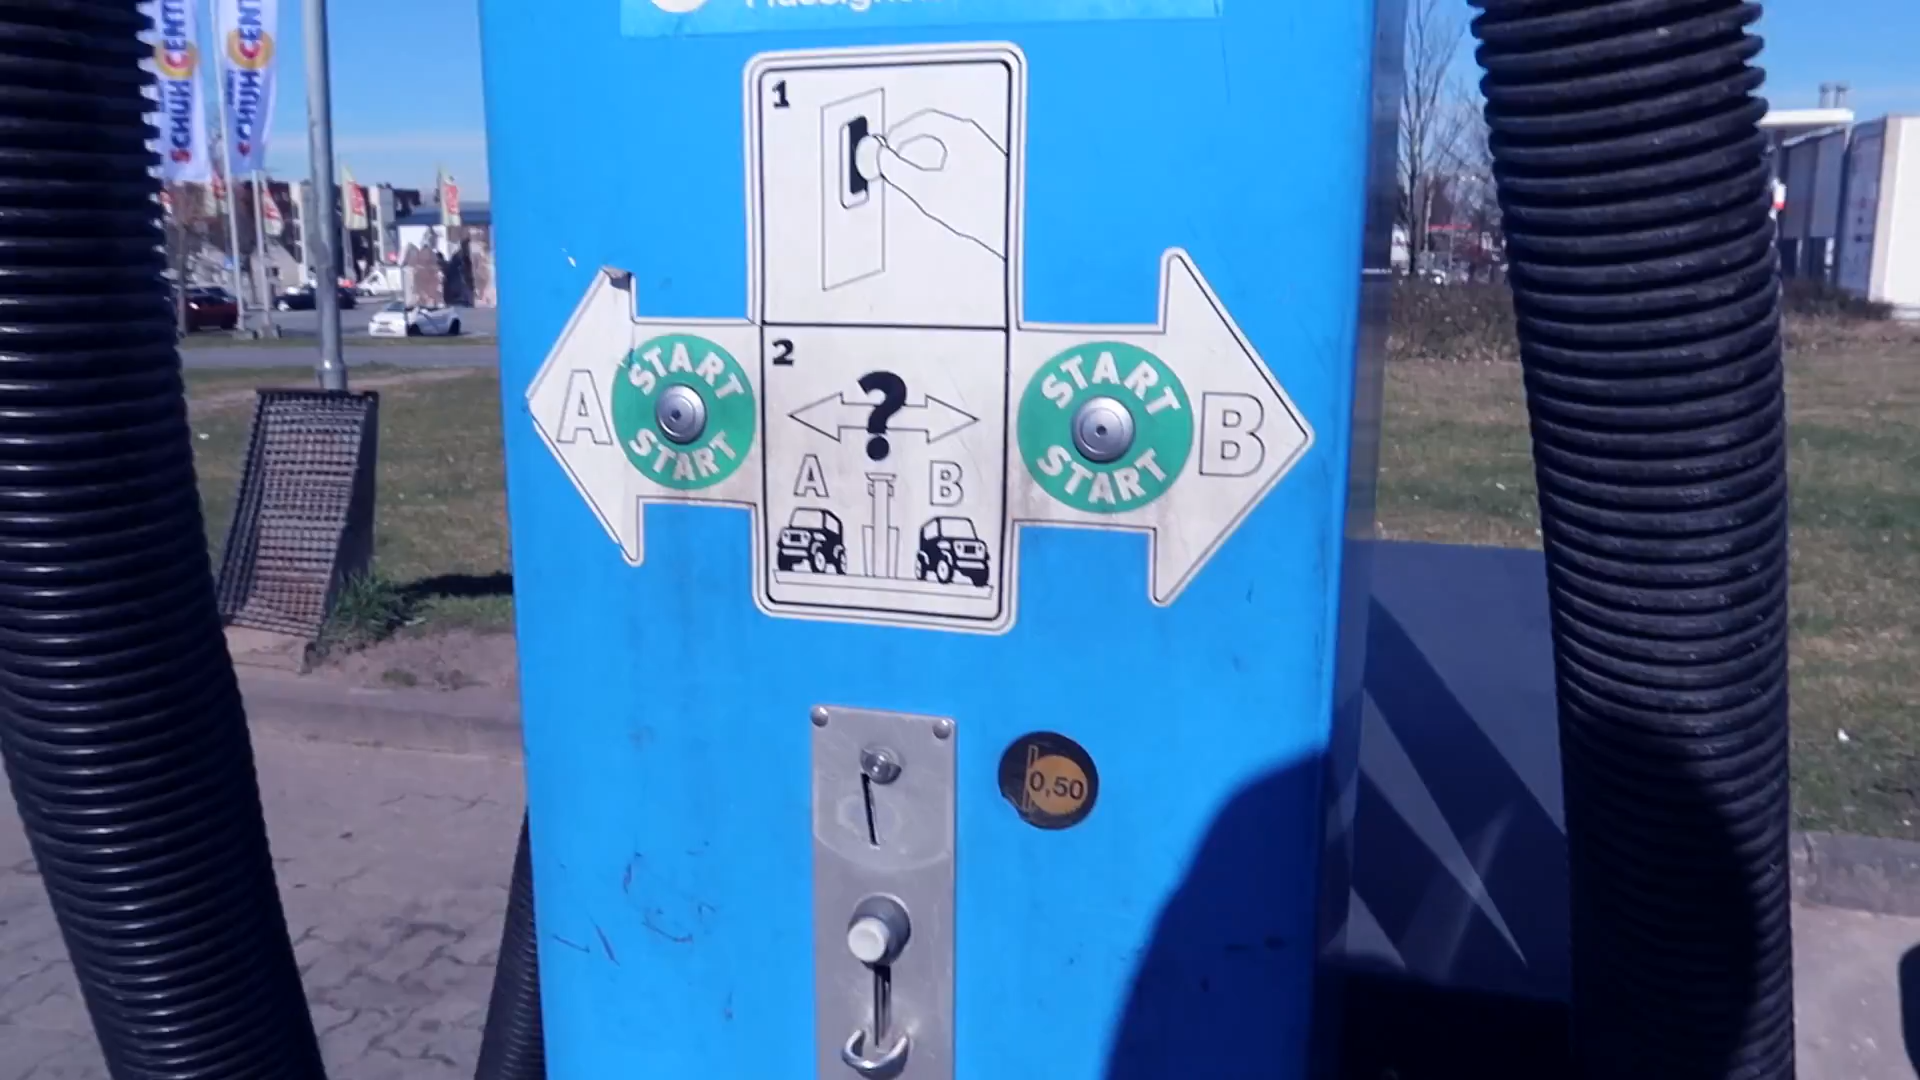 SCHUH CENT
SCHUH CENT
1
2
A
START
START
?
A B
START
START
B
0,50